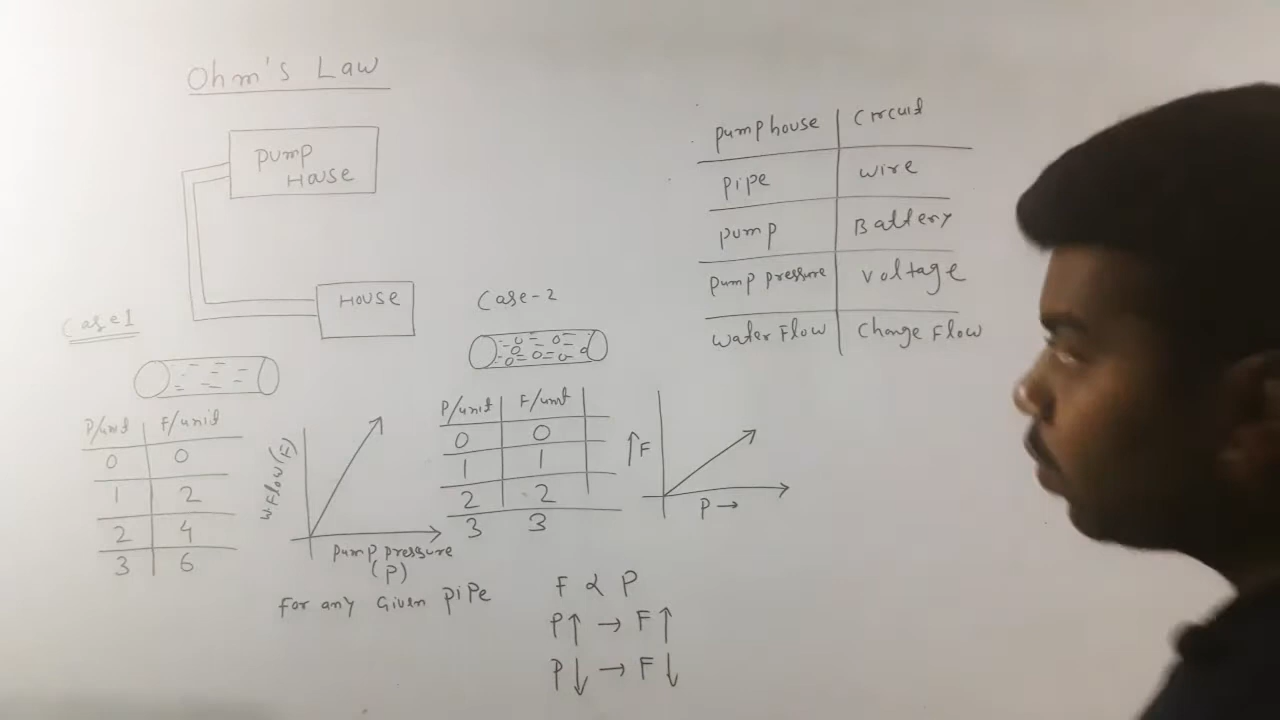 Ohm's Law
Pump
House
House
Case 1
P/unit F/unit
0 0
1 2
2 4
3 6
W.Flow (F)
Pump pressure
(P)
For any Given pipe
Case-2
P/unit F/unit
0 0
1 1
2 2
3 3
↑F
P→
F ∝ P
P↑ → F↑
P↓ → F↓
Pumphouse Circuit
Pipe wire
Pump Battery
Pump pressure Voltage
Water Flow Change Flow